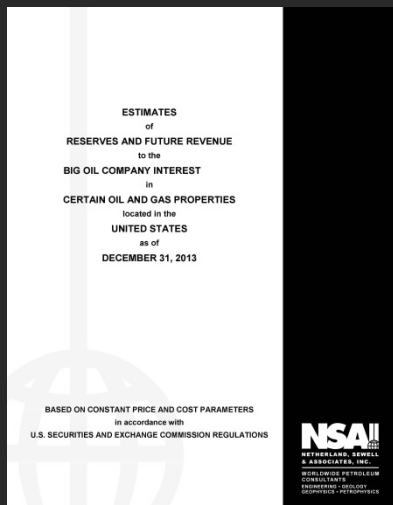 ESTIMATES
of
RESERVES AND FUTURE REVENUE
to the
BIG OIL COMPANY INTEREST
in
CERTAIN OIL AND GAS PROPERTIES
located in the
UNITED STATES
as of
DECEMBER 31, 2013
BASED ON CONSTANT PRICE AND COST PARAMETERS
in accordance with
U.S. SECURITIES AND EXCHANGE COMMISSION REGULATIONS
NSAI
NETHERLAND, SEWELL
& ASSOCIATES, INC.
WORLDWIDE PETROLEUM
CONSULTANTS
ENGINEERING • GEOLOGY
GEOPHYSICS • PETROPHYSICS